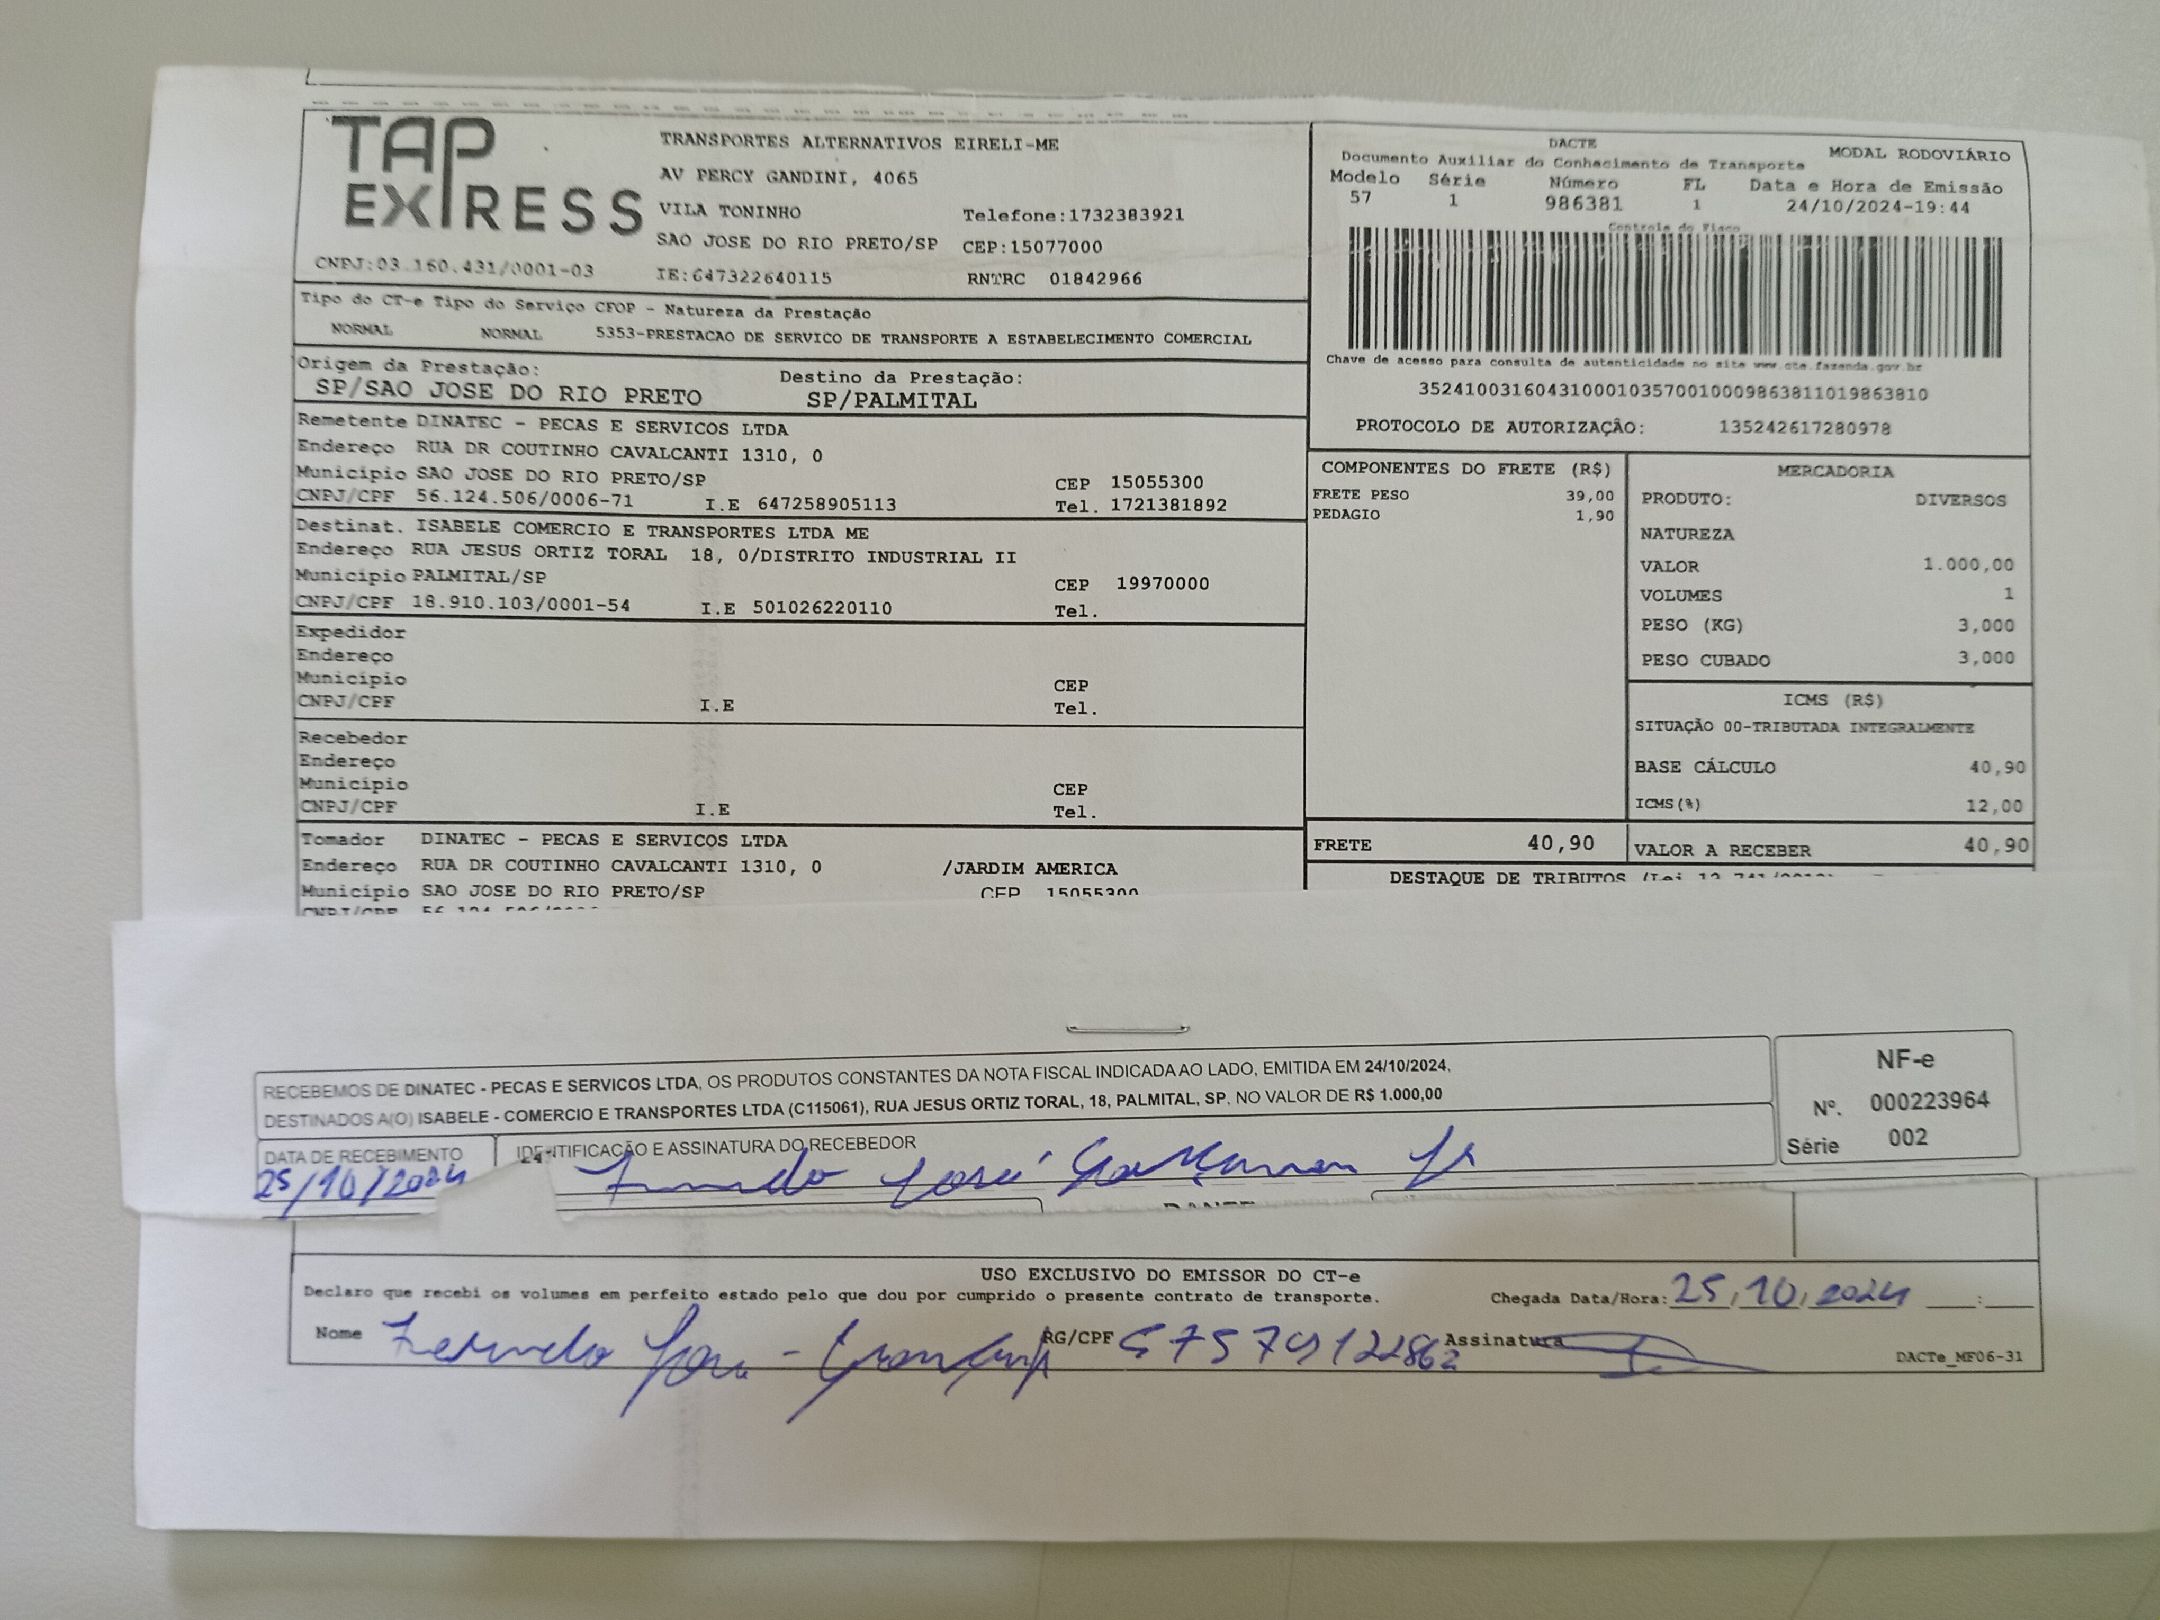 TAP EXPRESS
TRANSPORTES ALTERNATIVOS EIRELI-ME
AV PERCY GANDINI, 4065
VILA TONINHO Telefone:1732383921
SAO JOSE DO RIO PRETO/SP CEP:15077000
CNPJ:03.160.431/0001-03 IE:647322640115 RNTRC 01842966
DACTE MODAL RODOVIÁRIO
Documento Auxiliar do Conhecimento de Transporte
Modelo Série Número FL Data e Hora de Emissão
57 1 986381 1 24/10/2024-19:44
Controle do Fisco
Chave de acesso para consulta de autenticidade no site www.cte.fazenda.gov.br
35241003160431000103570010009863811019863810
PROTOCOLO DE AUTORIZAÇÃO: 135242617280978
Tipo do CT-e Tipo do Serviço CFOP - Natureza da Prestação
NORMAL NORMAL 5353-PRESTACAO DE SERVICO DE TRANSPORTE A ESTABELECIMENTO COMERCIAL
Origem da Prestação: Destino da Prestação:
SP/SAO JOSE DO RIO PRETO SP/PALMITAL
Remetente DINATEC - PECAS E SERVICOS LTDA
Endereço RUA DR COUTINHO CAVALCANTI 1310, 0
Município SAO JOSE DO RIO PRETO/SP CEP 15055300
CNPJ/CPF 56.124.506/0006-71 I.E 647258905113 Tel. 1721381892
Destinat. ISABELE COMERCIO E TRANSPORTES LTDA ME
Endereço RUA JESUS ORTIZ TORAL 18, 0/DISTRITO INDUSTRIAL II
Município PALMITAL/SP CEP 19970000
CNPJ/CPF 18.910.103/0001-54 I.E 501026220110 Tel.
Expedidor
Endereço
Município CEP
CNPJ/CPF I.E Tel.
Recebedor
Endereço
Município CEP
CNPJ/CPF I.E Tel.
Tomador DINATEC - PECAS E SERVICOS LTDA
Endereço RUA DR COUTINHO CAVALCANTI 1310, 0 /JARDIM AMERICA
Município SAO JOSE DO RIO PRETO/SP CEP 15055300
COMPONENTES DO FRETE (R$)
FRETE PESO 39,00
PEDAGIO 1,90
MERCADORIA
PRODUTO: DIVERSOS
NATUREZA
VALOR 1.000,00
VOLUMES 1
PESO (KG) 3,000
PESO CUBADO 3,000
ICMS (R$)
SITUAÇÃO 00-TRIBUTADA INTEGRALMENTE
BASE CÁLCULO 40,90
ICMS(%) 12,00
FRETE 40,90 VALOR A RECEBER 40,90
DESTAQUE DE TRIBUTOS
RECEBEMOS DE DINATEC - PECAS E SERVICOS LTDA, OS PRODUTOS CONSTANTES DA NOTA FISCAL INDICADA AO LADO, EMITIDA EM 24/10/2024,
DESTINADOS A(O) ISABELE - COMERCIO E TRANSPORTES LTDA (C115061), RUA JESUS ORTIZ TORAL, 18, PALMITAL, SP, NO VALOR DE R$ 1.000,00
DATA DE RECEBIMENTO IDENTIFICAÇÃO E ASSINATURA DO RECEBEDOR
25/10/2024 José
NF-e
Nº. 000223964
Série 002
USO EXCLUSIVO DO EMISSOR DO CT-e
Declaro que recebi os volumes em perfeito estado pelo que dou por cumprido o presente contrato de transporte. Chegada Data/Hora: 25/10/2024 __:__
Nome RG/CPF 57579122862 Assinatura
DACTe_MF06-31